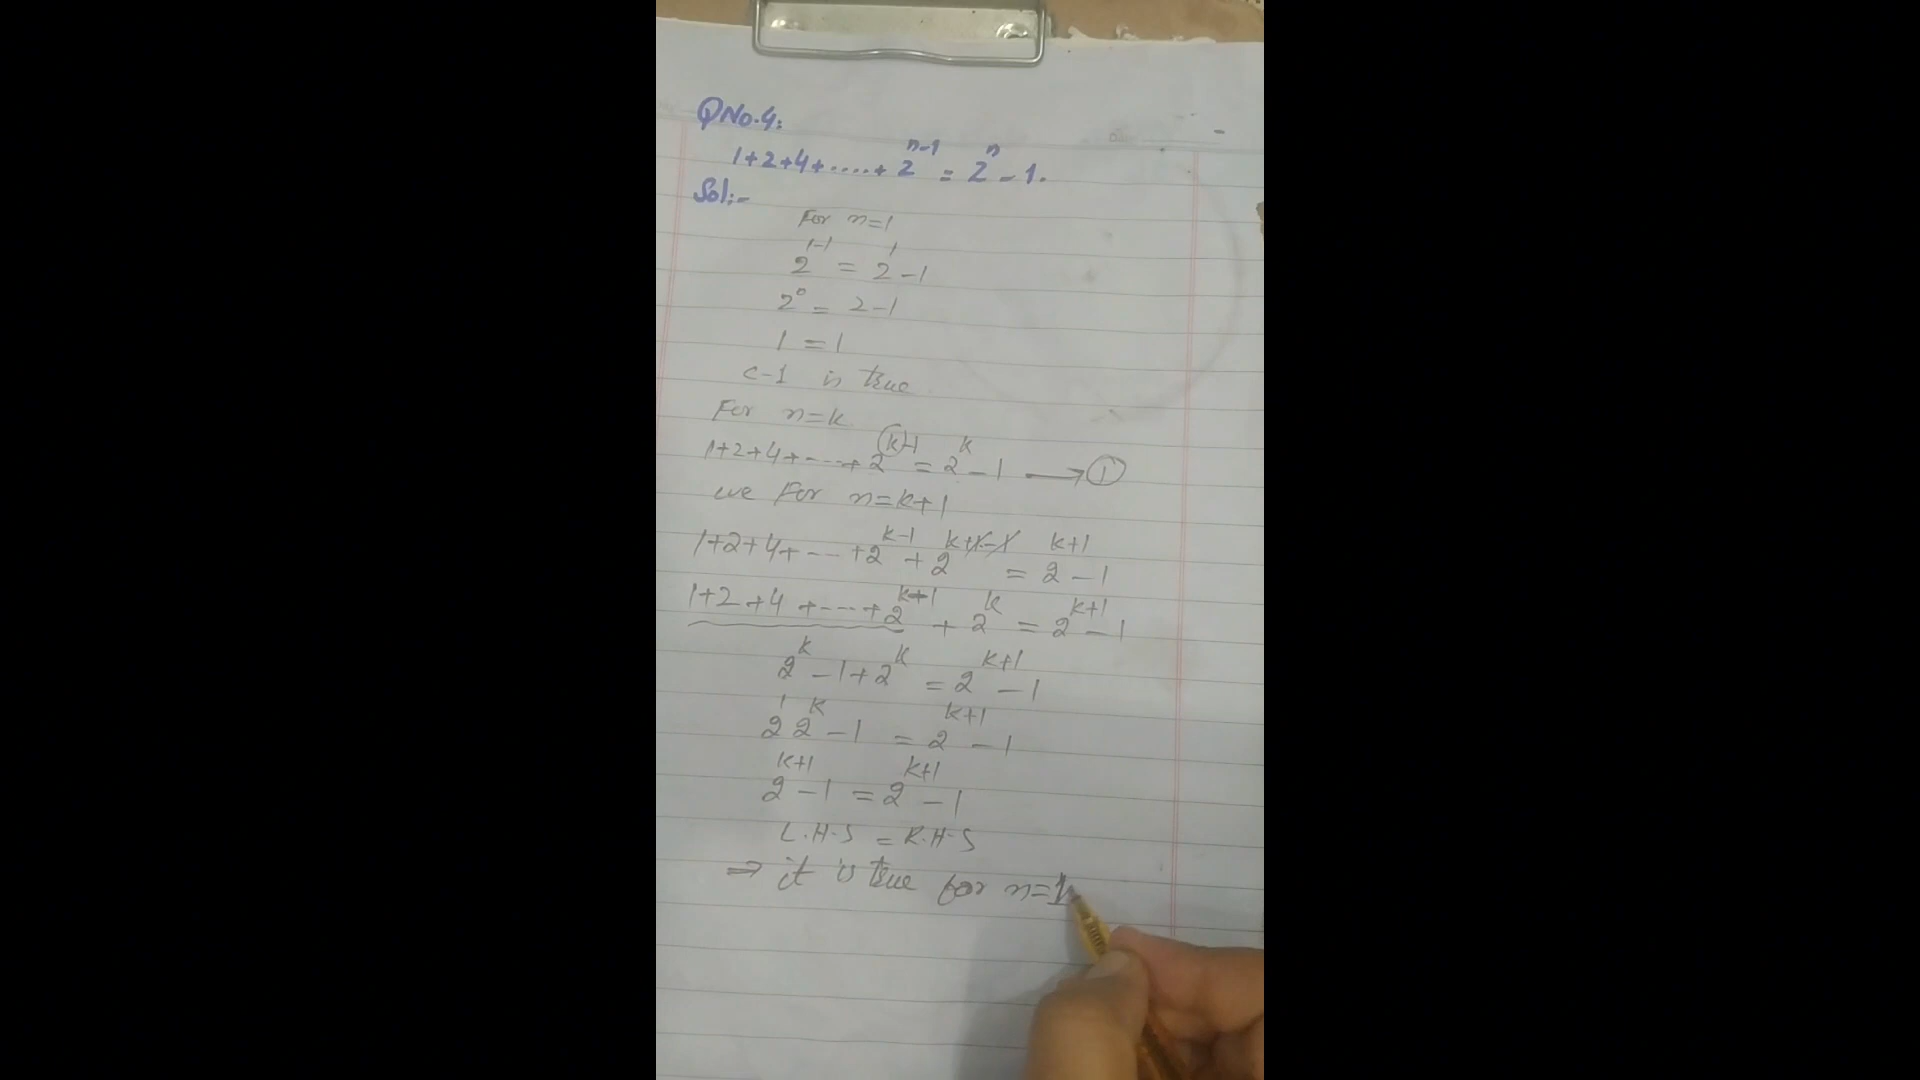 QNo.4:
1+2+4+.....+ 2^{n-1} = 2^n - 1.
Sol:-
For n=1
2^{1-1} = 2^1 - 1
2^0 = 2-1
1 = 1
c-1 is true
For n=k
1+2+4+----+ 2^{k-1} = 2^k - 1 → ①
we For n=k+1
1+2+4+---+2^{k-1} + 2^{k+1-1} = 2^{k+1} - 1
1+2+4+---+2^{k+1} + 2^k = 2^{k+1} - 1
2^k - 1 + 2^k = 2^{k+1} - 1
2^1 2^k - 1 = 2^{k+1} - 1
2^{k+1} - 1 = 2^{k+1} - 1
L.H-S = R.H-S
⇒ it is true for n=